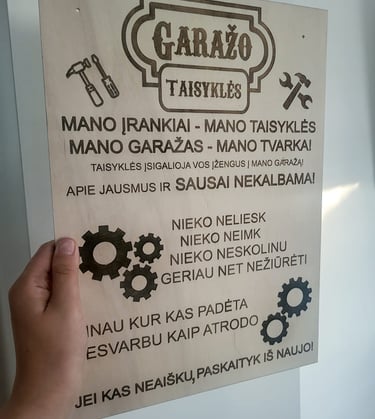 GARAŽO
TAISYKLĖS
MANO ĮRANKIAI - MANO TAISYKLĖS
MANO GARAŽAS - MANO TVARKA!
TAISYKLĖS ĮSIGALIOJA VOS ĮŽENGUS Į MANO GARAŽĄ!
APIE JAUSMUS IR SAUSAI NEKALBAMA!
NIEKO NELIESK
NIEKO NEIMK
NIEKO NESKOLINU
GERIAU NET NEŽIŪRĖTI
INAU KUR KAS PADĖTA
ESVARBU KAIP ATRODO
JEI KAS NEAIŠKU, PASKAITYK IŠ NAUJO!